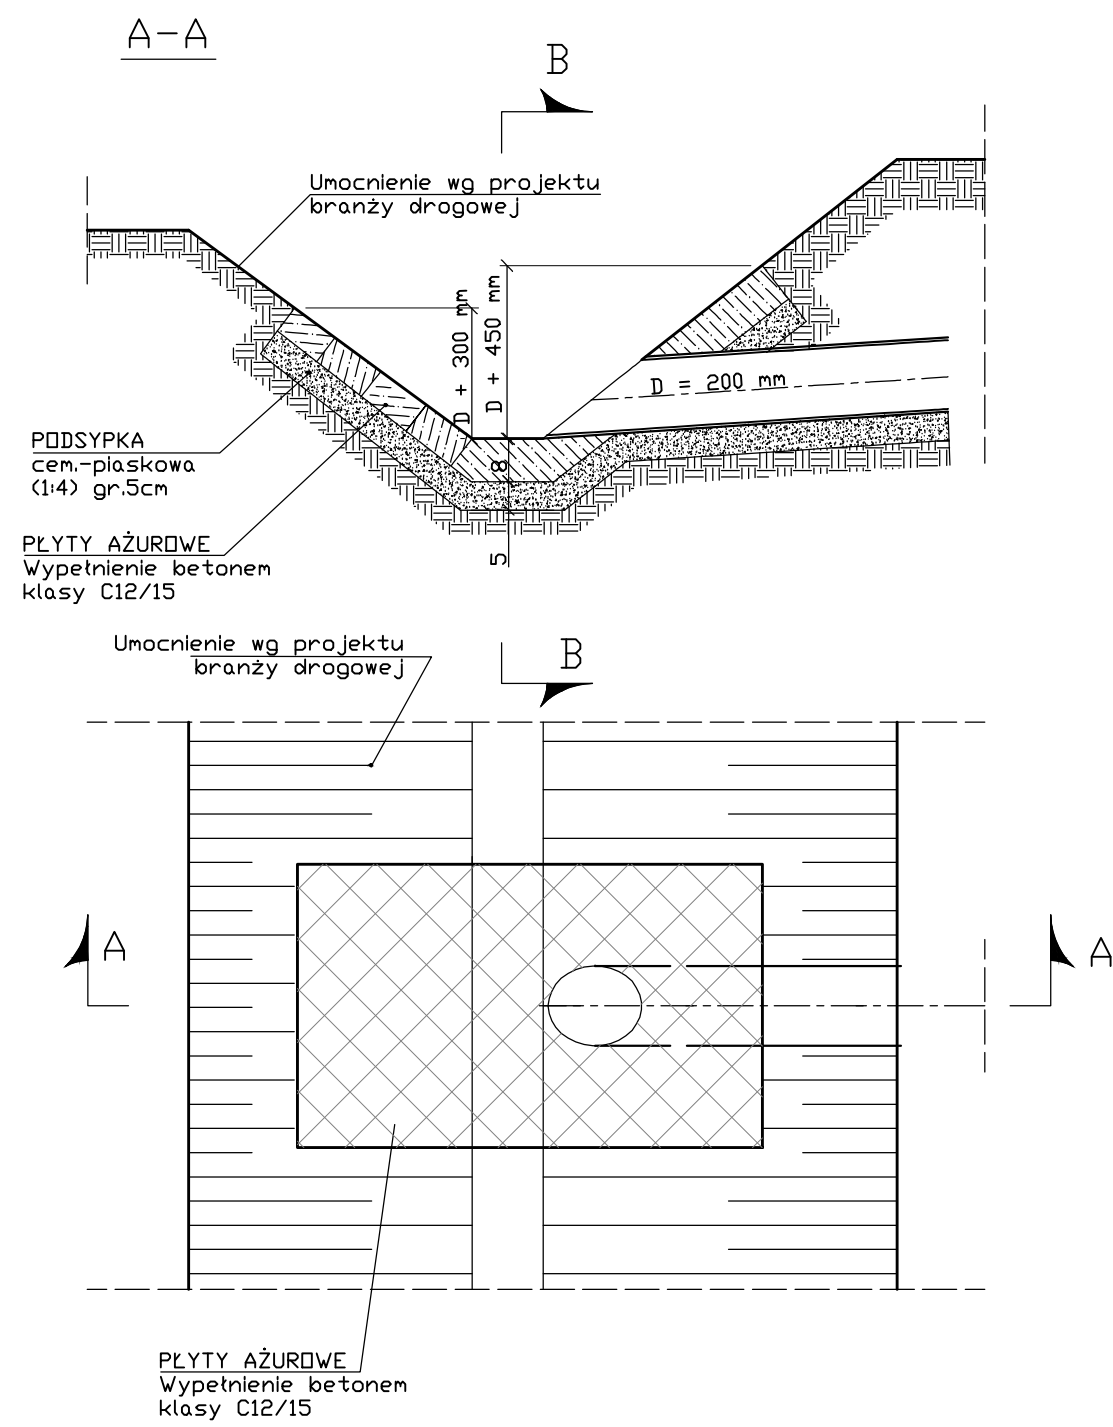 A-A
B
Umocnienie wg projektu
branży drogowej
D + 300 mm
D + 450 mm
D = 200 mm
PODSYPKA
cem.-piaskowa
(1:4) gr.5cm
8
5
PŁYTY AŻUROWE
Wypełnienie betonem
klasy C12/15
Umocnienie wg projektu
branży drogowej
B
A
A
PŁYTY AŻUROWE
Wypełnienie betonem
klasy C12/15